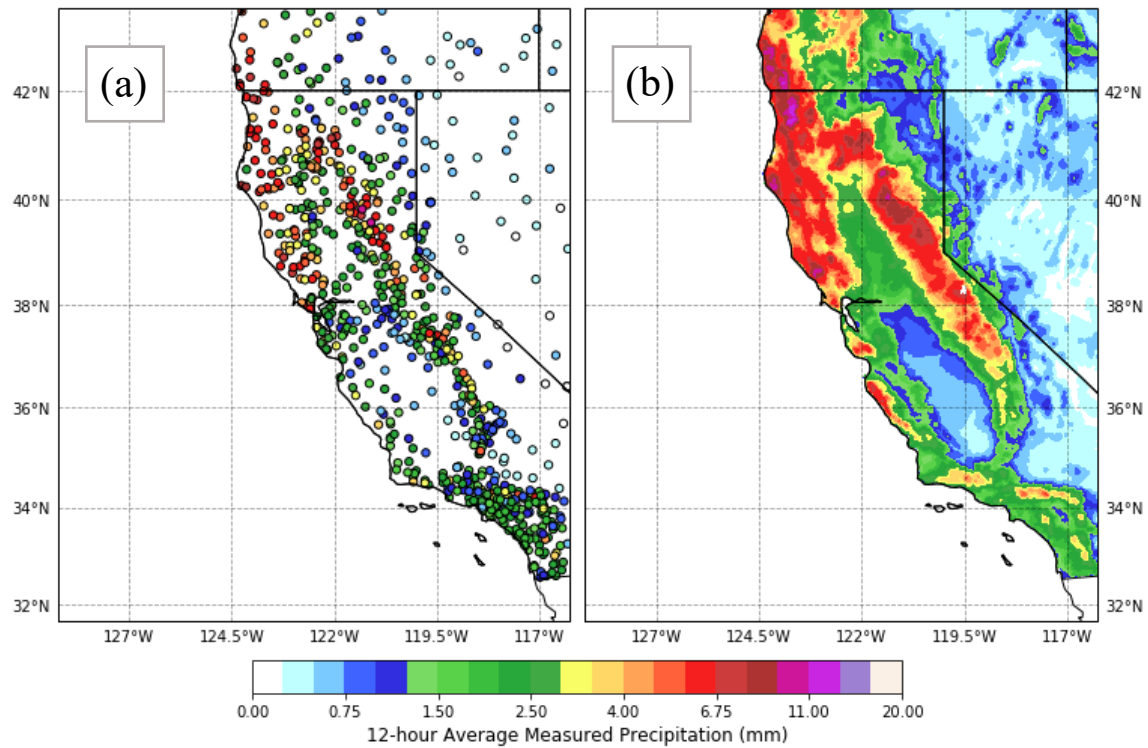 (a)
(b)
42°N
40°N
38°N
36°N
34°N
32°N
42°N
40°N
38°N
36°N
34°N
32°N
127°W 124.5°W 122°W 119.5°W 117°W
127°W 124.5°W 122°W 119.5°W 117°W
0.00 0.75 1.50 2.50 4.00 6.75 11.00 20.00
12-hour Average Measured Precipitation (mm)